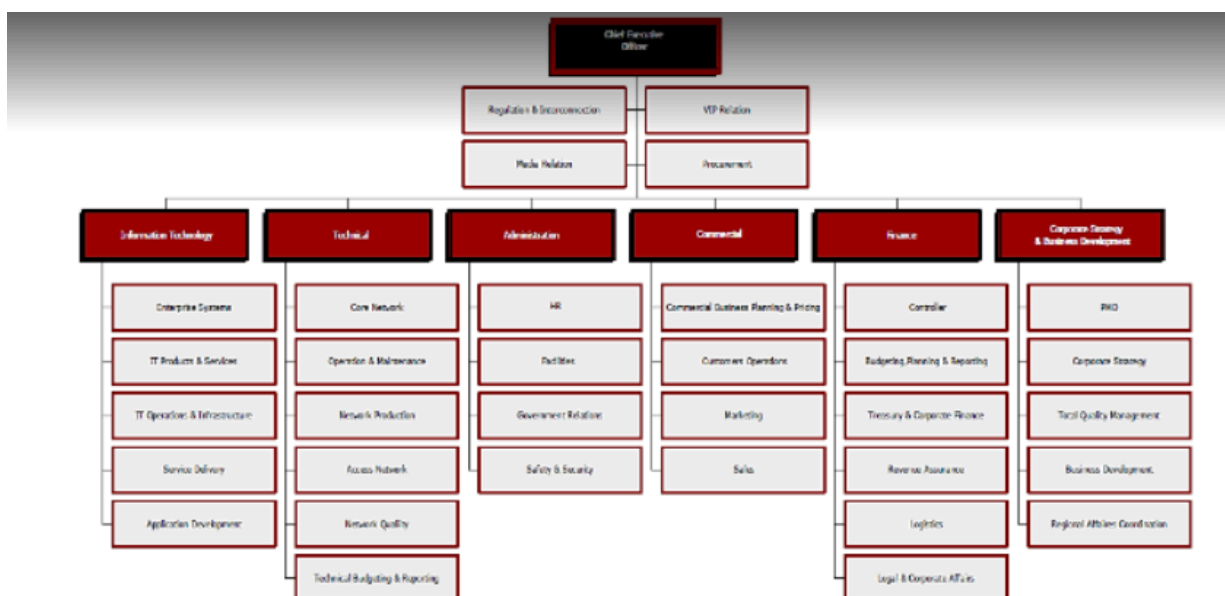 Chief Executive
Officer
Regulation & Interconnection
VIP Relation
Media Relation
Procurement
Information Technology
Technical
Administration
Commercial
Finance
Corporate Strategy
& Business Development
Enterprise Systems
Core Network
HR
Commercial Business Planning & Pricing
Controller
PMO
IT Products & Services
Operation & Maintenance
Facilities
Customers Operations
Budgeting,Planning & Reporting
Corporate Strategy
IT Operations & Infrastructure
Network Production
Government Relations
Marketing
Treasury & Corporate Finance
Total Quality Management
Service Delivery
Access Network
Safety & Security
Sales
Revenue Assurance
Business Development
Application Development
Network Quality
Logistics
Regional Affaires Coordination
Technical Budgeting & Reporting
Legal & Corporate Affairs